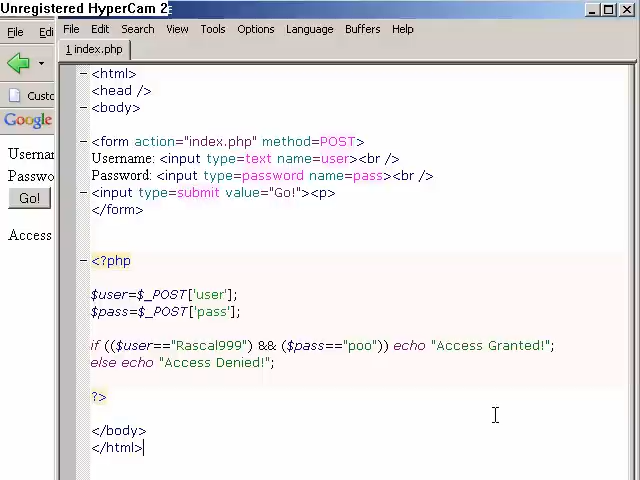 Unregistered HyperCam 2
File Edit Search View Tools Options Language Buffers Help
File
1 index.php
<html>
<head />
<body>
Custo
Google
<form action="index.php" method=POST>
Userna
Username: <input type=text name=user><br />
Passwo
Password: <input type=password name=pass><br />
Go!
<input type=submit value="Go!"><p>
</form>
Access
<?php
$user=$_POST['user'];
$pass=$_POST['pass'];
if (($user=="Rascal999") && ($pass=="poo")) echo "Access Granted!";
else echo "Access Denied!";
?>
</body>
</html>